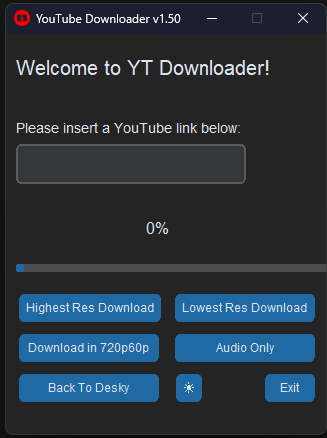 YouTube Downloader v1.50
Welcome to YT Downloader!
Please insert a YouTube link below:
0%
Highest Res Download
Lowest Res Download
Download in 720p60p
Audio Only
Back To Desky
Exit